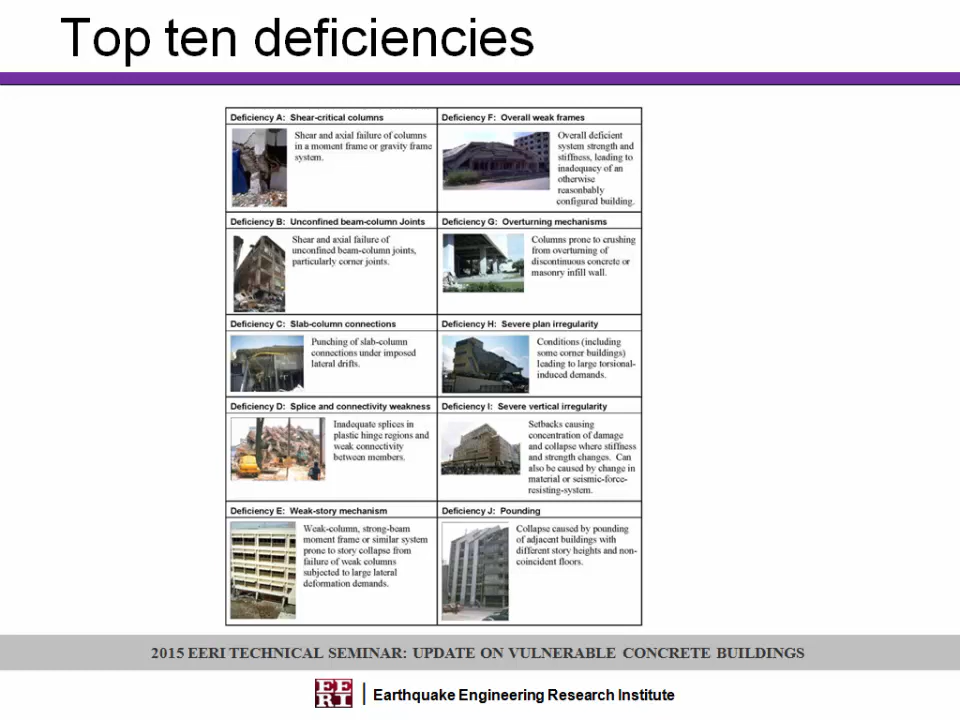 Top ten deficiencies
Deficiency A: Shear-critical columns
Shear and axial failure of columns
in a moment frame or gravity frame
system.
Deficiency F: Overall weak frames
Overall deficient
system strength and
stiffness, leading to
inadequacy of an
otherwise
reasonbably
configured building.
Deficiency B: Unconfined beam-column Joints
Shear and axial failure of
unconfined beam-column joints,
particularly corner joints.
Deficiency G: Overturning mechanisms
Columns prone to crushing
from overturning of
discontinuous concrete or
masonry infill wall.
Deficiency C: Slab-column connections
Punching of slab-column
connections under imposed
lateral drifts.
Deficiency H: Severe plan irregularity
Conditions (including
some corner buildings)
leading to large torsional-
induced demands.
Deficiency D: Splice and connectivity weakness
Inadequate splices in
plastic hinge regions and
weak connectivity
between members.
Deficiency I: Severe vertical irregularity
Setbacks causing
concentration of damage
and collapse where stiffness
and strength changes. Can
also be caused by change in
material or seismic-force-
resisting-system.
Deficiency E: Weak-story mechanism
Weak-column, strong-beam
moment frame or similar system
prone to story collapse from
failure of weak columns
subjected to large lateral
deformation demands.
Deficiency J: Pounding
Collapse caused by pounding
of adjacent buildings with
different story heights and non-
coincident floors.
2015 EERI TECHNICAL SEMINAR: UPDATE ON VULNERABLE CONCRETE BUILDINGS
EE
RI
Earthquake Engineering Research Institute